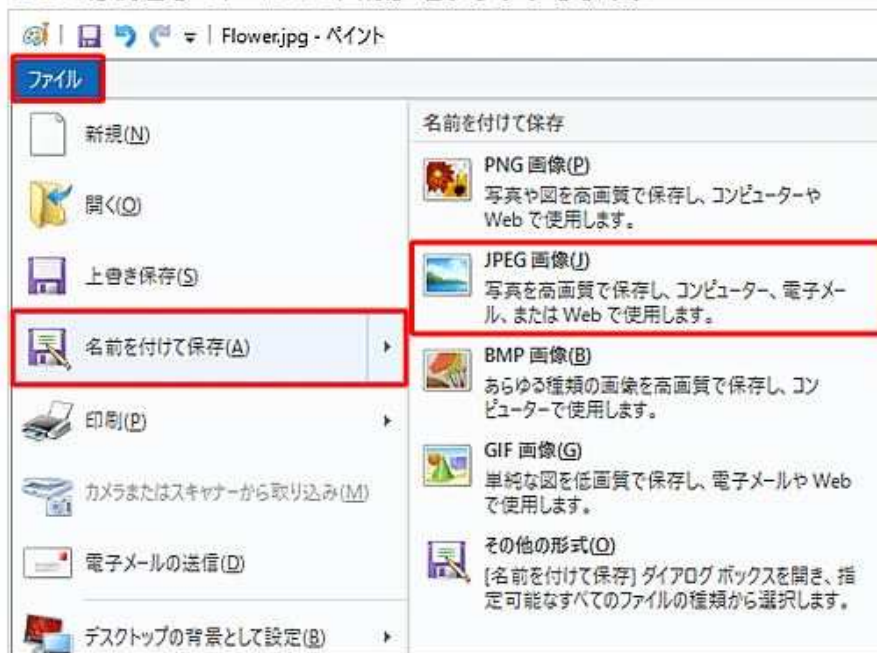 Flower.jpg - ペイント
ファイル
新規(N)
開く(O)
上書き保存(S)
名前を付けて保存(A)
印刷(P)
カメラまたはスキャナーから取り込み(M)
電子メールの送信(D)
デスクトップの背景として設定(B)
名前を付けて保存
PNG 画像(P)
写真や図を高画質で保存し、コンピューターや
Web で使用します。
JPEG 画像(J)
写真を高画質で保存し、コンピューター、電子メー
ル、または Web で使用します。
BMP 画像(B)
あらゆる種類の画像を高画質で保存し、コン
ピューターで使用します。
GIF 画像(G)
単純な図を低画質で保存し、電子メールや Web
で使用します。
その他の形式(O)
[名前を付けて保存] ダイアログ ボックスを開き、指
定可能なすべてのファイルの種類から選択します。